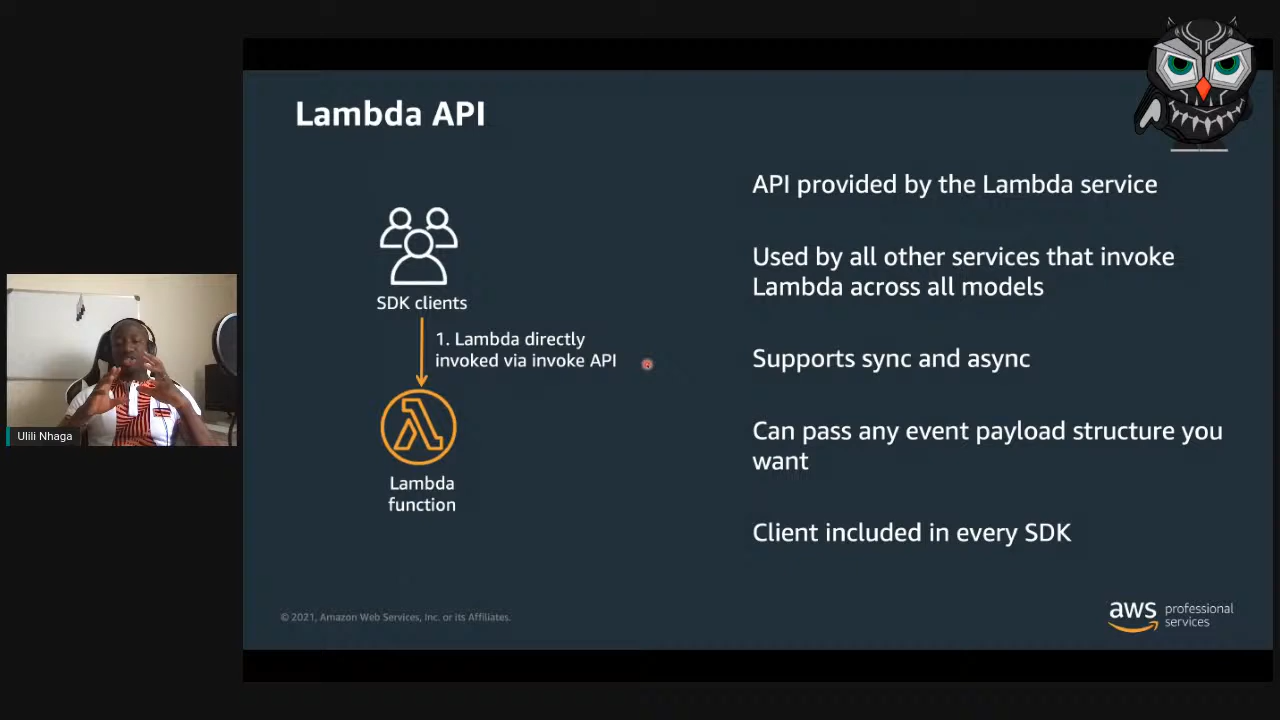 Lambda API
SDK clients
1. Lambda directly
invoked via invoke API
Lambda
function
API provided by the Lambda service
Used by all other services that invoke
Lambda across all models
Supports sync and async
Can pass any event payload structure you
want
Client included in every SDK
Ulili Nhaga
© 2021, Amazon Web Services, Inc. or its Affiliates.
aws professional
services